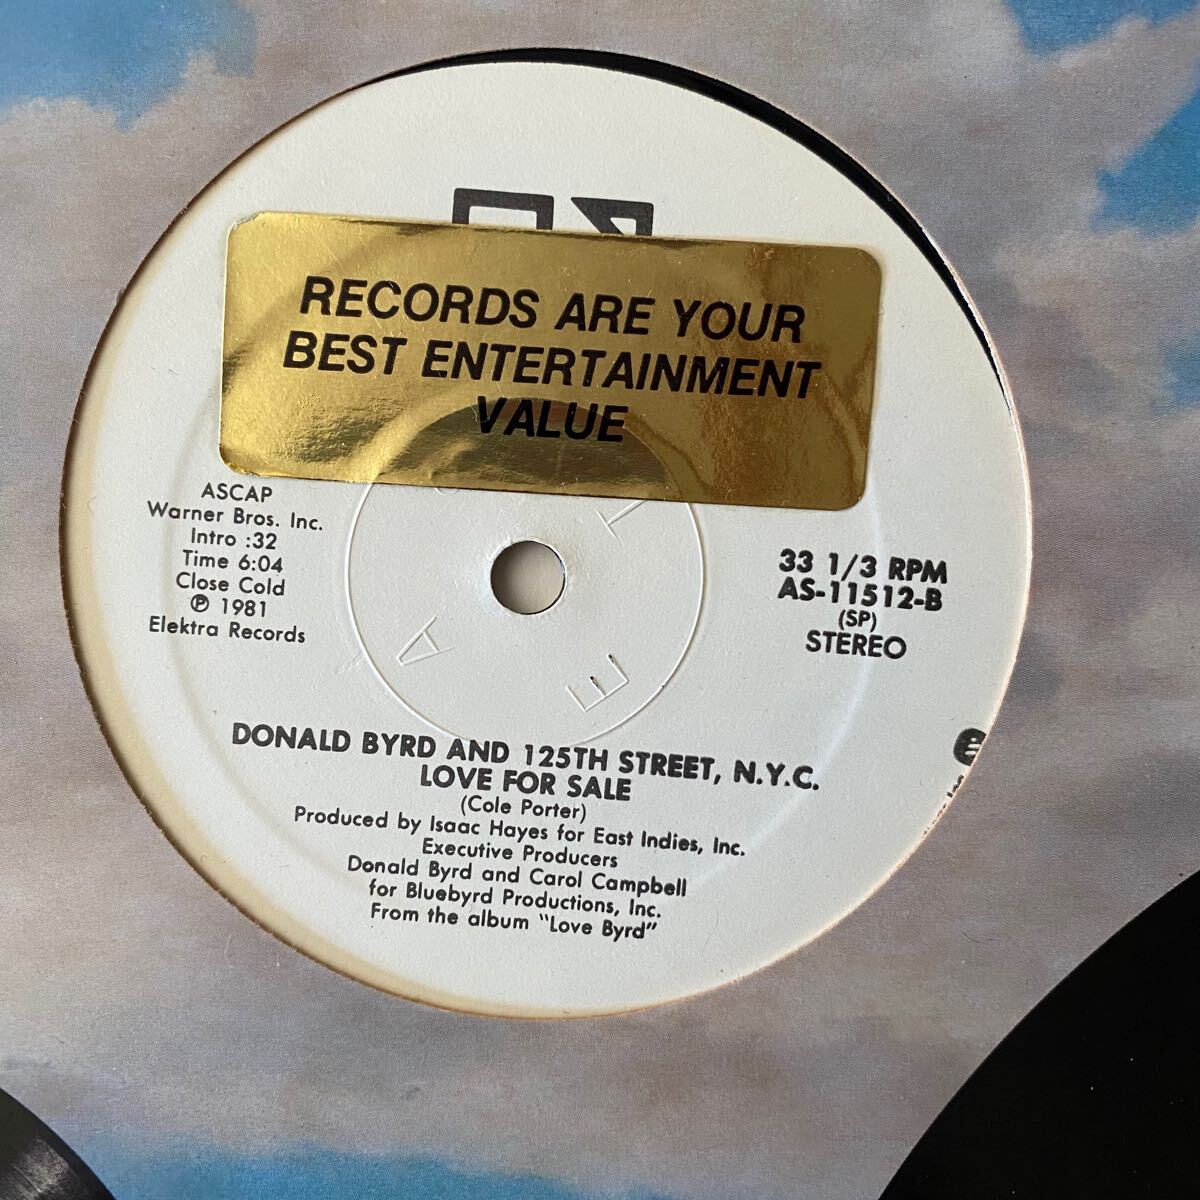 RECORDS ARE YOUR
BEST ENTERTAINMENT
VALUE
ASCAP
Warner Bros. Inc.
Intro :32
Time 6:04
Close Cold
℗ 1981
Elektra Records
33 1/3 RPM
AS-11512-B
(SP)
STEREO
DONALD BYRD AND 125TH STREET, N.Y.C.
LOVE FOR SALE
(Cole Porter)
Produced by Isaac Hayes for East Indies, Inc.
Executive Producers
Donald Byrd and Carol Campbell
for Bluebyrd Productions, Inc.
From the album "Love Byrd"